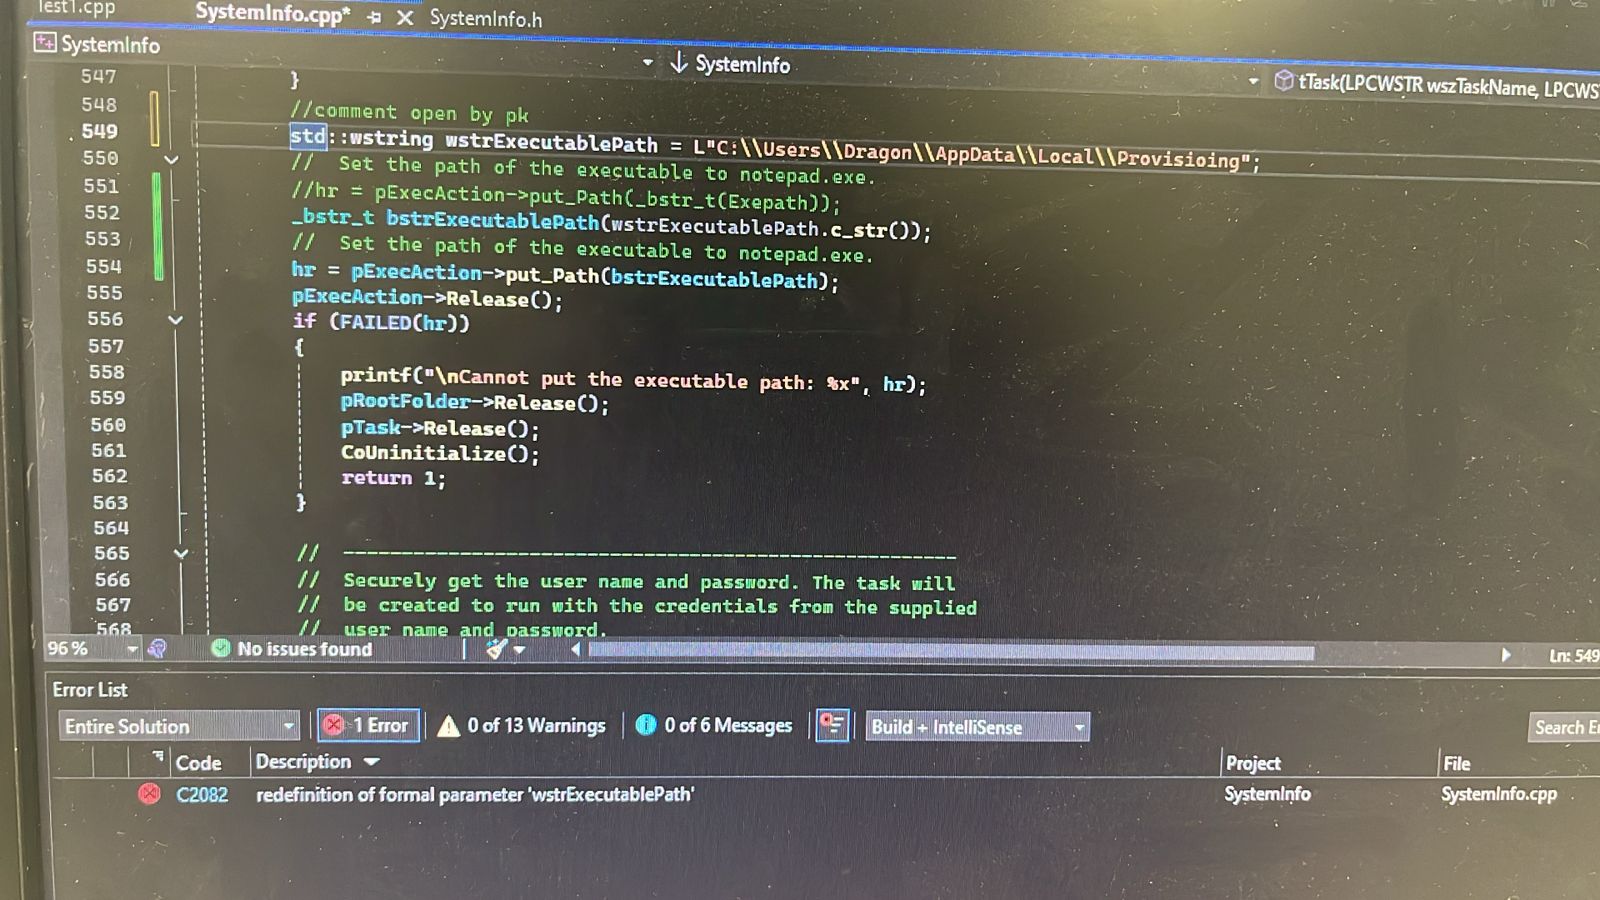 Test1.cpp
SystemInfo.cpp*
SystemInfo.h
SystemInfo
SystemInfo
tTask(LPCWSTR wszTaskName, LPCWS
547 }
548 //comment open by pk
549 std::wstring wstrExecutablePath = L"C:\\Users\\Dragon\\AppData\\Local\\Provisioing";
550 // Set the path of the executable to notepad.exe.
551 //hr = pExecAction->put_Path(_bstr_t(Exepath));
552 _bstr_t bstrExecutablePath(wstrExecutablePath.c_str());
553 // Set the path of the executable to notepad.exe.
554 hr = pExecAction->put_Path(bstrExecutablePath);
555 pExecAction->Release();
556 if (FAILED(hr))
557 {
558 printf("\nCannot put the executable path: %x", hr);
559 pRootFolder->Release();
560 pTask->Release();
561 CoUninitialize();
562 return 1;
563 }
564
565 // ---------------------------------------------------
566 // Securely get the user name and password. The task will
567 // be created to run with the credentials from the supplied
568 // user name and password.
96 %
No issues found
Ln: 549
Error List
Entire Solution
1 Error
0 of 13 Warnings
0 of 6 Messages
Build + IntelliSense
Search Er
Code
Description
Project
File
C2082
redefinition of formal parameter 'wstrExecutablePath'
SystemInfo
SystemInfo.cpp